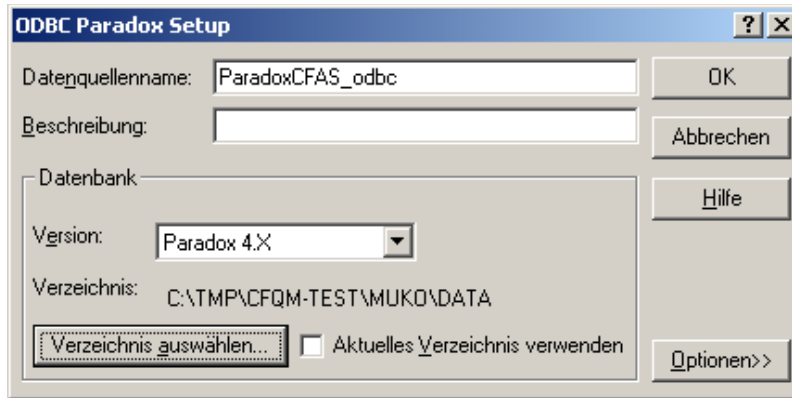 ODBC Paradox Setup
Datenquellenname: ParadoxCFAS_odbc OK
Beschreibung: Abbrechen
Datenbank
Hilfe
Version: Paradox 4.X
Verzeichnis: C:\TMP\CFQM-TEST\MUKO\DATA
Verzeichnis auswählen... Aktuelles Verzeichnis verwenden
Optionen>>